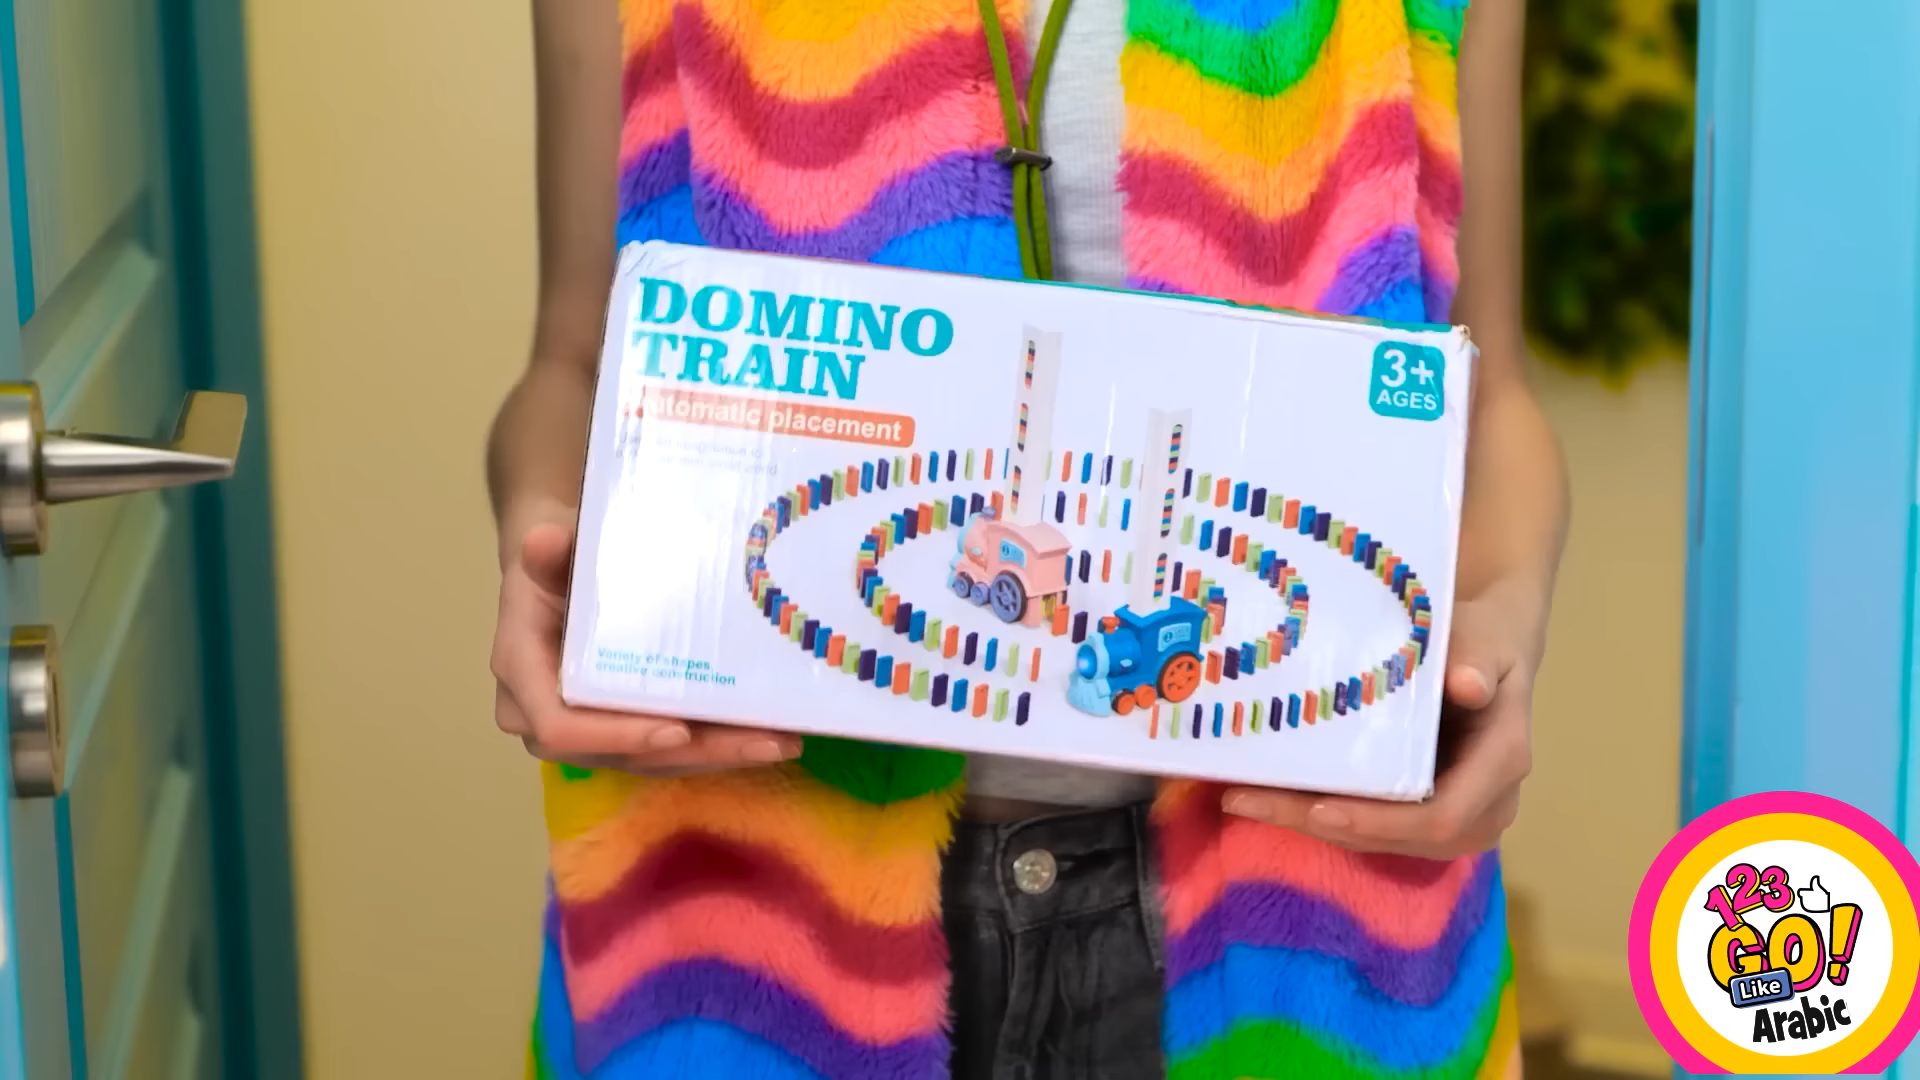 DOMINO
TRAIN
automatic placement
3+
AGES
Variety of shapes
creative construction
123
GO!
Like
Arabic